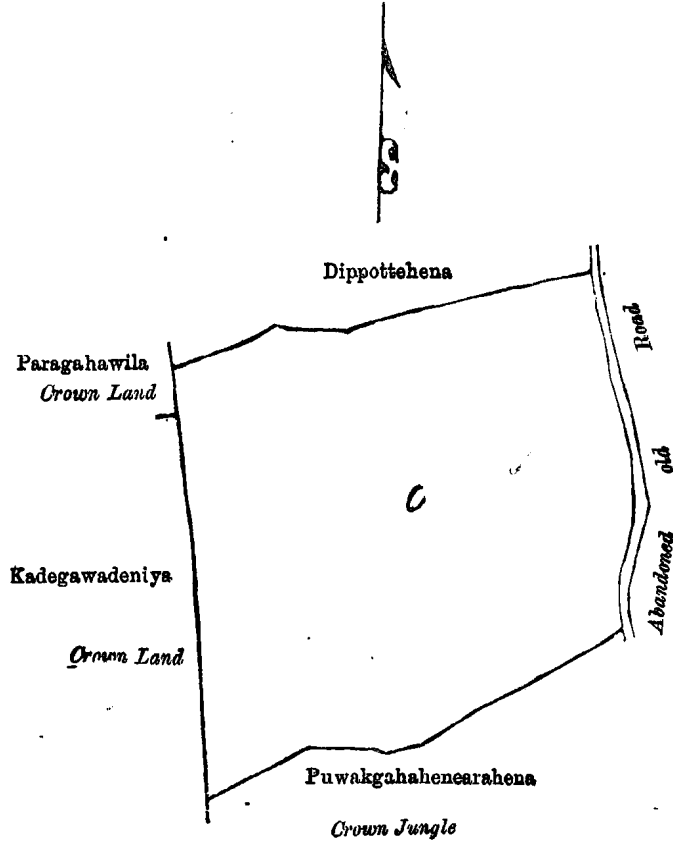 Dippottehena
Paragahawila
Crown Land
Abandoned old Road
C
Kadegawadeniya
Crown Land
Puwakgahahenearahena
Crown Jungle